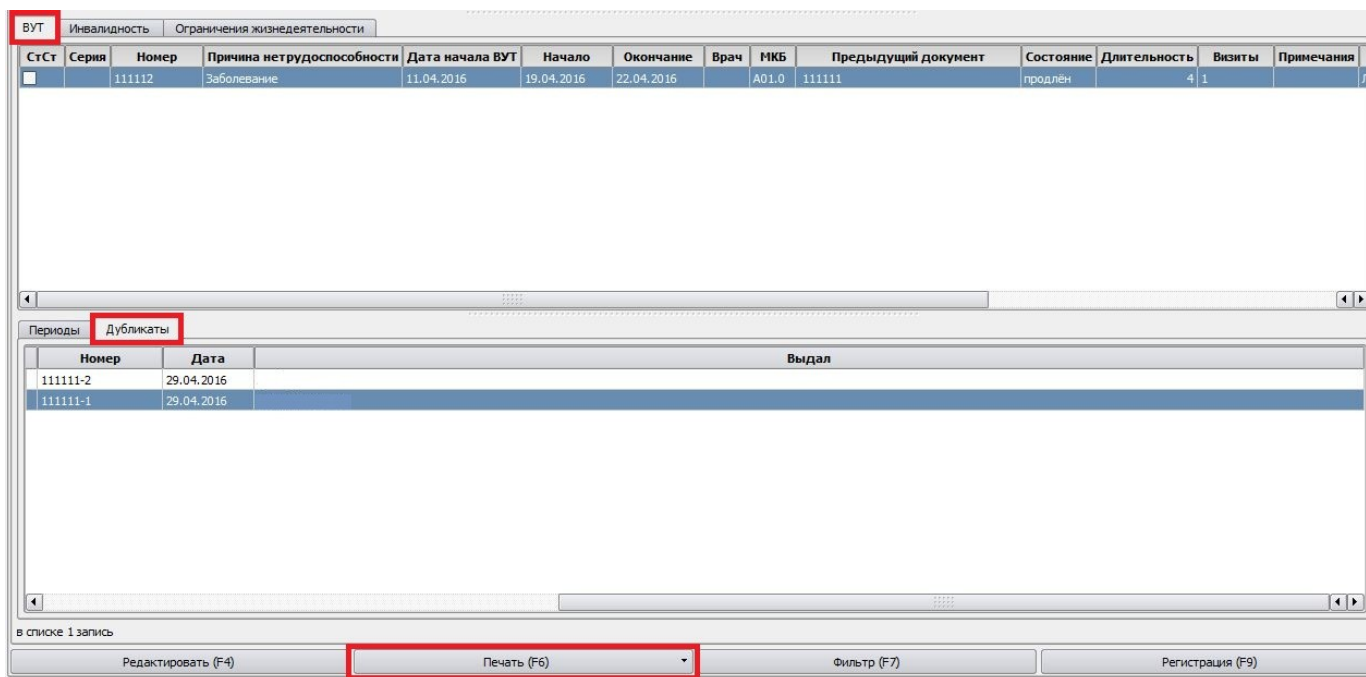 ВУТ Инвалидность Ограничения жизнедеятельности
СтСт Серия Номер Причина нетрудоспособности Дата начала ВУТ Начало Окончание Врач МКБ Предыдущий документ Состояние Длительность Визиты Примечания
111112 Заболевание 11.04.2016 19.04.2016 22.04.2016 A01.0 111111 продлён 4 1
Периоды Дубликаты
Номер Дата Выдал
111111-2 29.04.2016
111111-1 29.04.2016
в списке 1 запись
Редактировать (F4) Печать (F6) Фильтр (F7) Регистрация (F9)